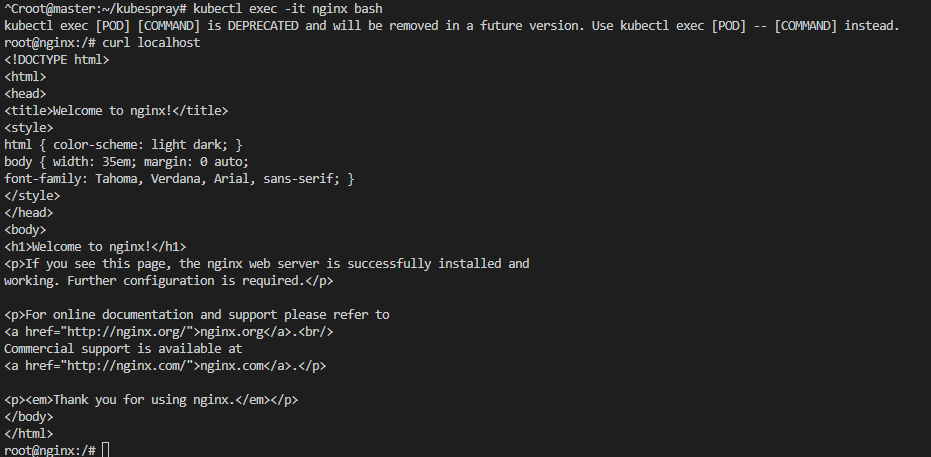 ^Croot@master:~/kubespray# kubectl exec -it nginx bash
kubectl exec [POD] [COMMAND] is DEPRECATED and will be removed in a future version. Use kubectl exec [POD] -- [COMMAND] instead.
root@nginx:/# curl localhost
<!DOCTYPE html>
<html>
<head>
<title>Welcome to nginx!</title>
<style>
html { color-scheme: light dark; }
body { width: 35em; margin: 0 auto;
font-family: Tahoma, Verdana, Arial, sans-serif; }
</style>
</head>
<body>
<h1>Welcome to nginx!</h1>
<p>If you see this page, the nginx web server is successfully installed and
working. Further configuration is required.</p>

<p>For online documentation and support please refer to
<a href="http://nginx.org/">nginx.org</a>.<br/>
Commercial support is available at
<a href="http://nginx.com/">nginx.com</a>.</p>

<p><em>Thank you for using nginx.</em></p>
</body>
</html>
root@nginx:/#